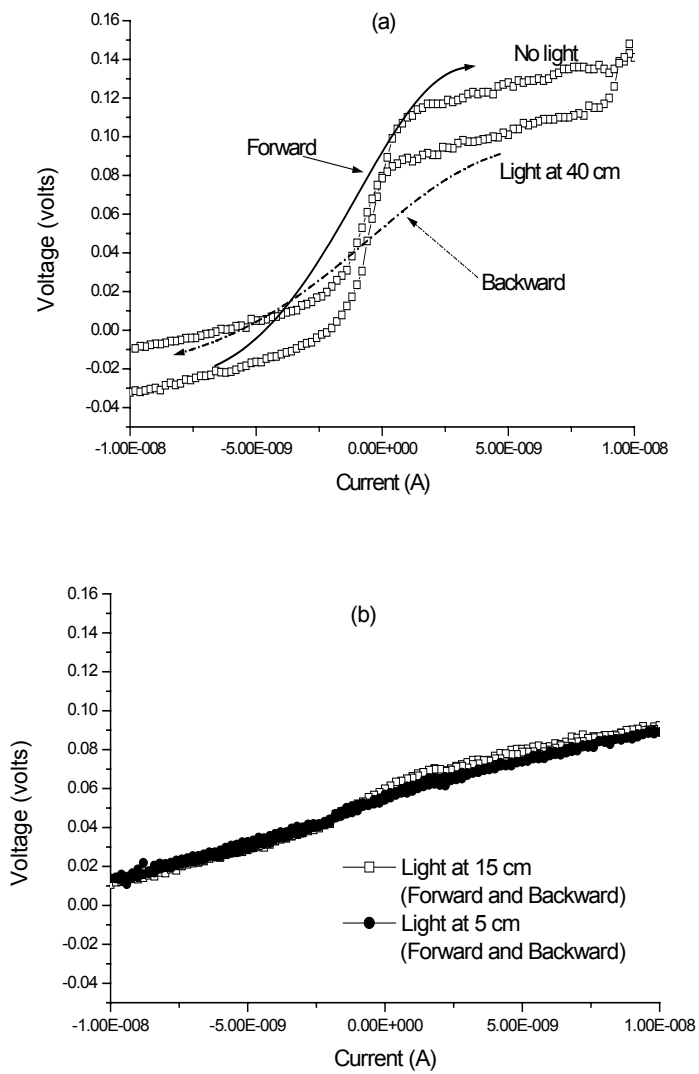 (a)
0.16
0.14
0.12
0.10
0.08
0.06
0.04
0.02
0.00
-0.02
-0.04
Voltage (volts)
No light
Forward
Light at 40 cm
Backward
-1.00E-008
-5.00E-009
0.00E+000
5.00E-009
1.00E-008
Current (A)
(b)
0.16
0.14
0.12
0.10
0.08
0.06
0.04
0.02
0.00
-0.02
-0.04
Voltage (volts)
Light at 15 cm
(Forward and Backward)
Light at 5 cm
(Forward and Backward)
-1.00E-008
-5.00E-009
0.00E+000
5.00E-009
1.00E-008
Current (A)